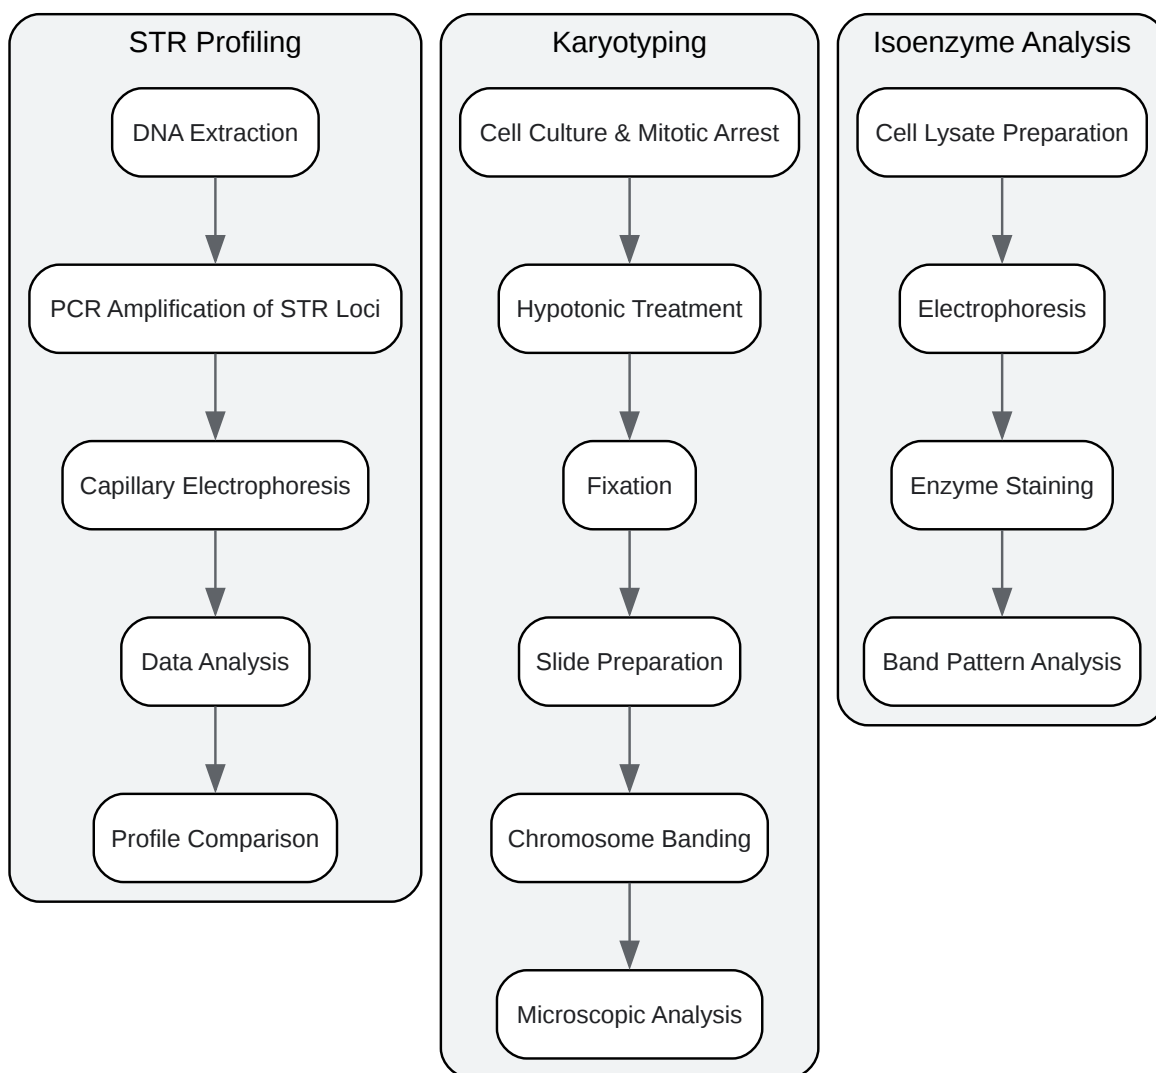 STR Profiling
DNA Extraction
PCR Amplification of STR Loci
Capillary Electrophoresis
Data Analysis
Profile Comparison
Karyotyping
Cell Culture & Mitotic Arrest
Hypotonic Treatment
Fixation
Slide Preparation
Chromosome Banding
Microscopic Analysis
Isoenzyme Analysis
Cell Lysate Preparation
Electrophoresis
Enzyme Staining
Band Pattern Analysis